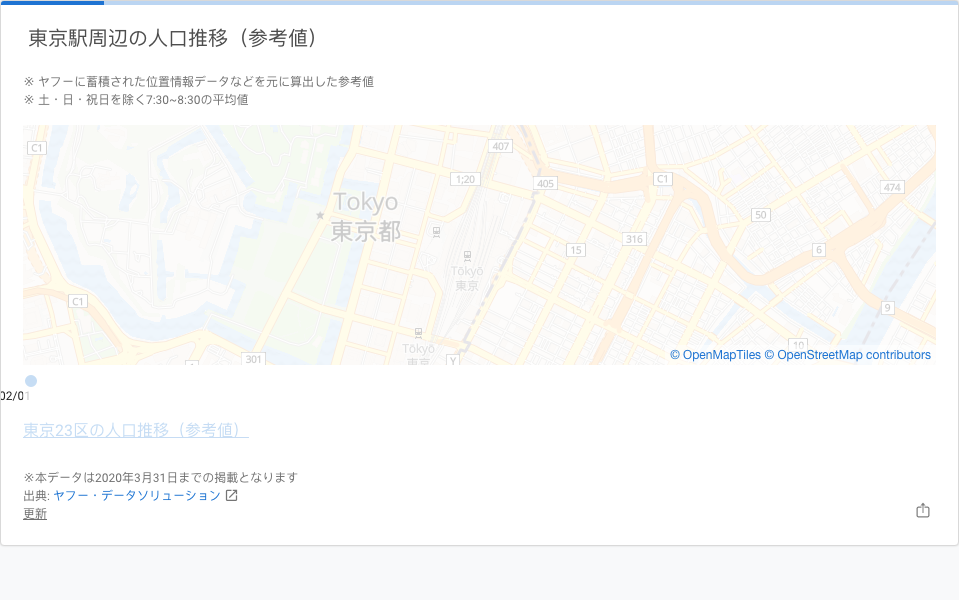 東京駅周辺の人口推移（参考値）
※ ヤフーに蓄積された位置情報データなどを元に算出した参考値
※ 土・日・祝日を除く7:30~8:30の平均値
C1
407
1;20
405
C1
474
Tokyo
東京都
50
316
15
6
Tōkyō
東京
C1
9
10
Tōkyō
東京
301
Y
© OpenMapTiles © OpenStreetMap contributors
02/01
東京23区の人口推移（参考値）
※本データは2020年3月31日までの掲載となります
出典: ヤフー・データソリューション
更新